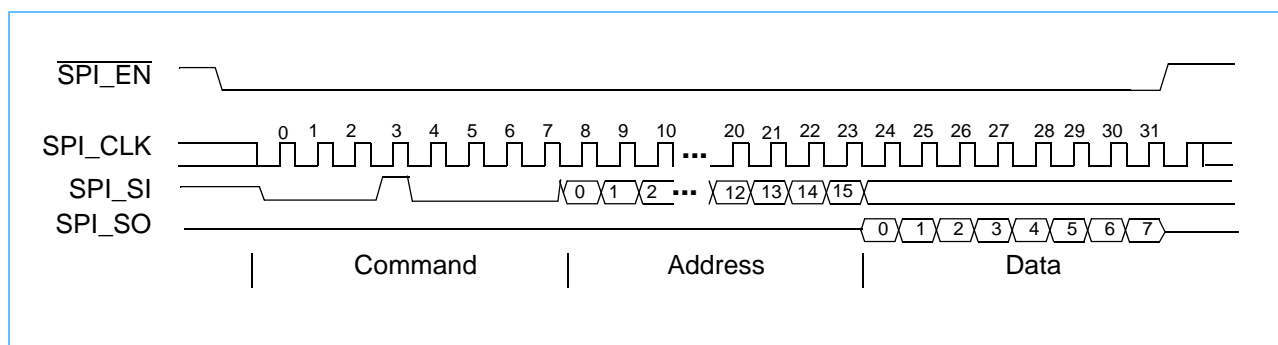 SPI_EN
0 1 2 3 4 5 6 7 8 9 10 20 21 22 23 24 25 26 27 28 29 30 31
SPI_CLK ...
SPI_SI 0 1 2 ... 12 13 14 15
SPI_SO 0 1 2 3 4 5 6 7
Command Address Data